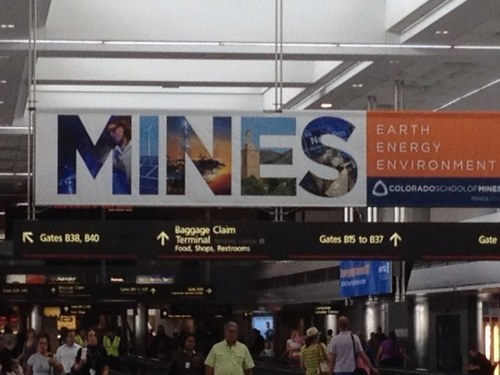 MINES
EARTH
ENERGY
ENVIRONMENT
COLORADOSCHOOLOFMINES
Gates B38, B40
Baggage Claim
Terminal
Food, Shops, Restrooms
Gates B15 to B37
Gate